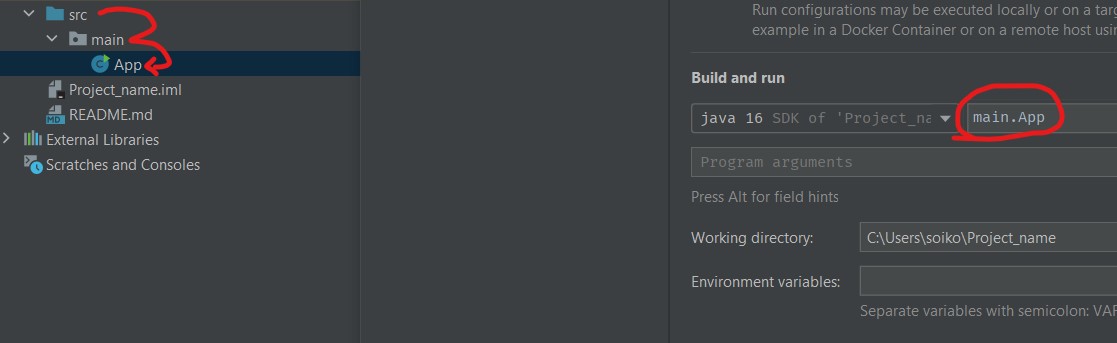 src
main
App
Project_name.iml
README.md
External Libraries
Scratches and Consoles
Run configurations may be executed locally or on a targ
example in a Docker Container or on a remote host using
Build and run
java 16 SDK of 'Project_na
main.App
Program arguments
Press Alt for field hints
Working directory:
C:\Users\soiko\Project_name
Environment variables:
Separate variables with semicolon: VAR